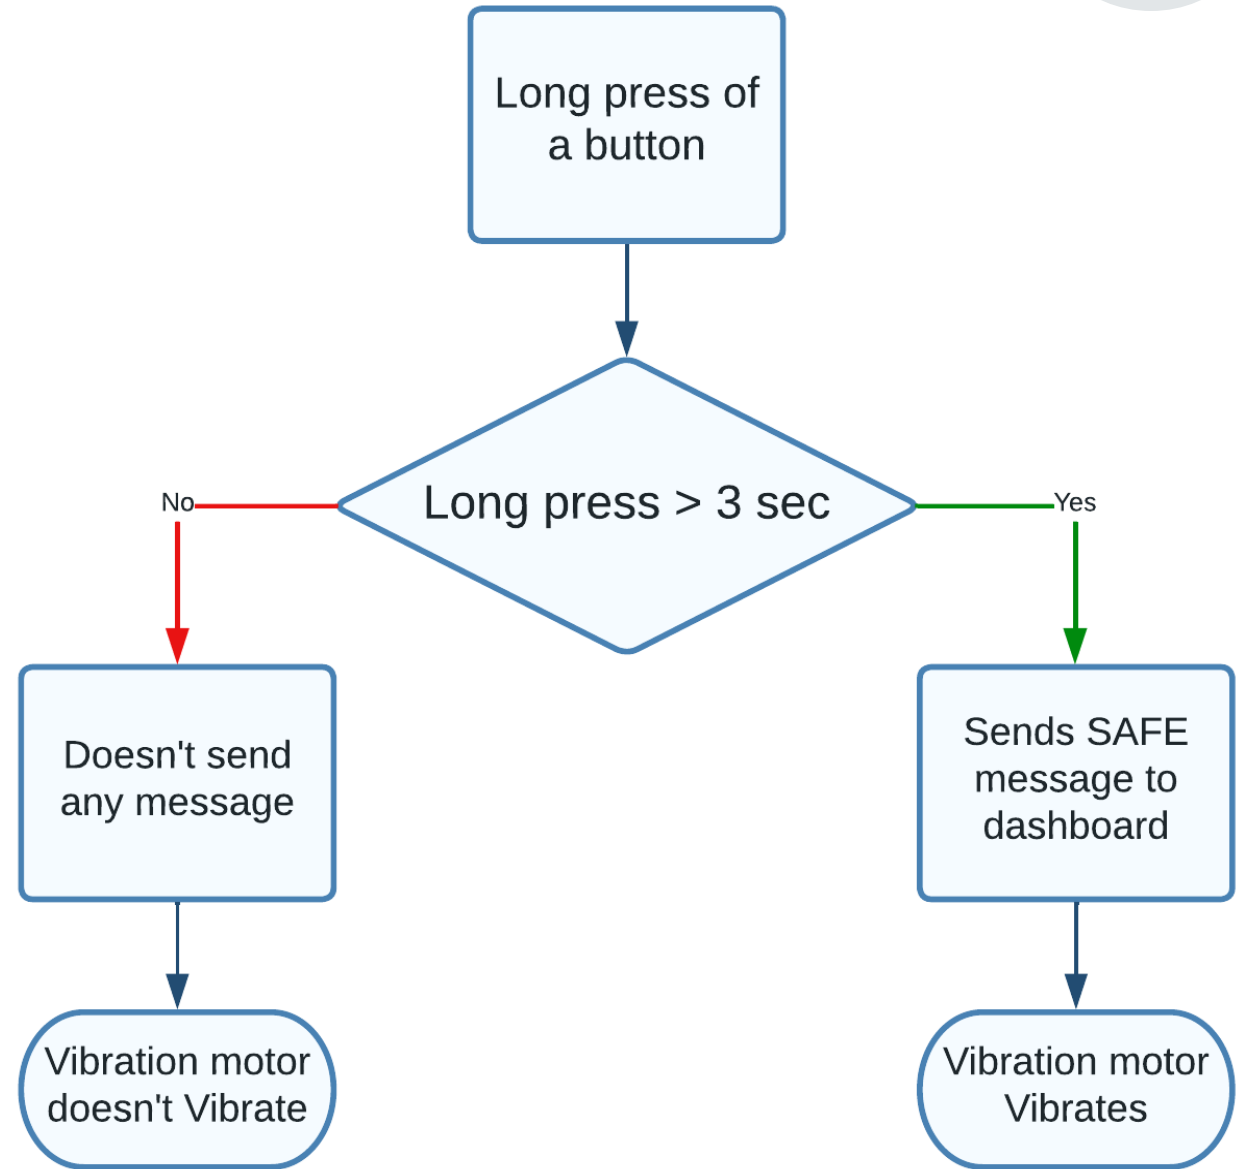 Long press of
a button
Long press > 3 sec
No
Yes
Doesn't send
any message
Sends SAFE
message to
dashboard
Vibration motor
doesn't Vibrate
Vibration motor
Vibrates